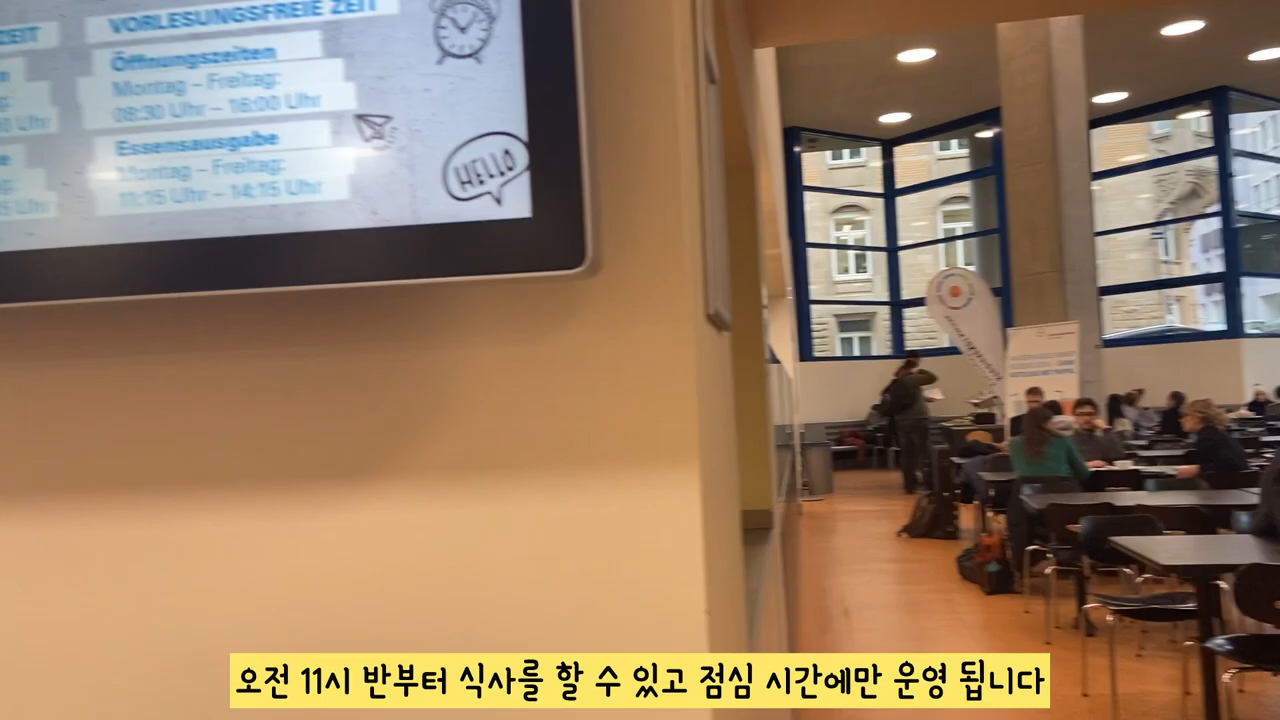 ZEIT
VORLESUNGSFREIE ZEIT
Öffnungszeiten
Montag – Freitag:
08:30 Uhr – 16:00 Uhr
Essensausgabe
Montag – Freitag:
11:15 Uhr – 14:15 Uhr
HELLO
오전 11시 반부터 식사를 할 수 있고 점심 시간에만 운영 됩니다